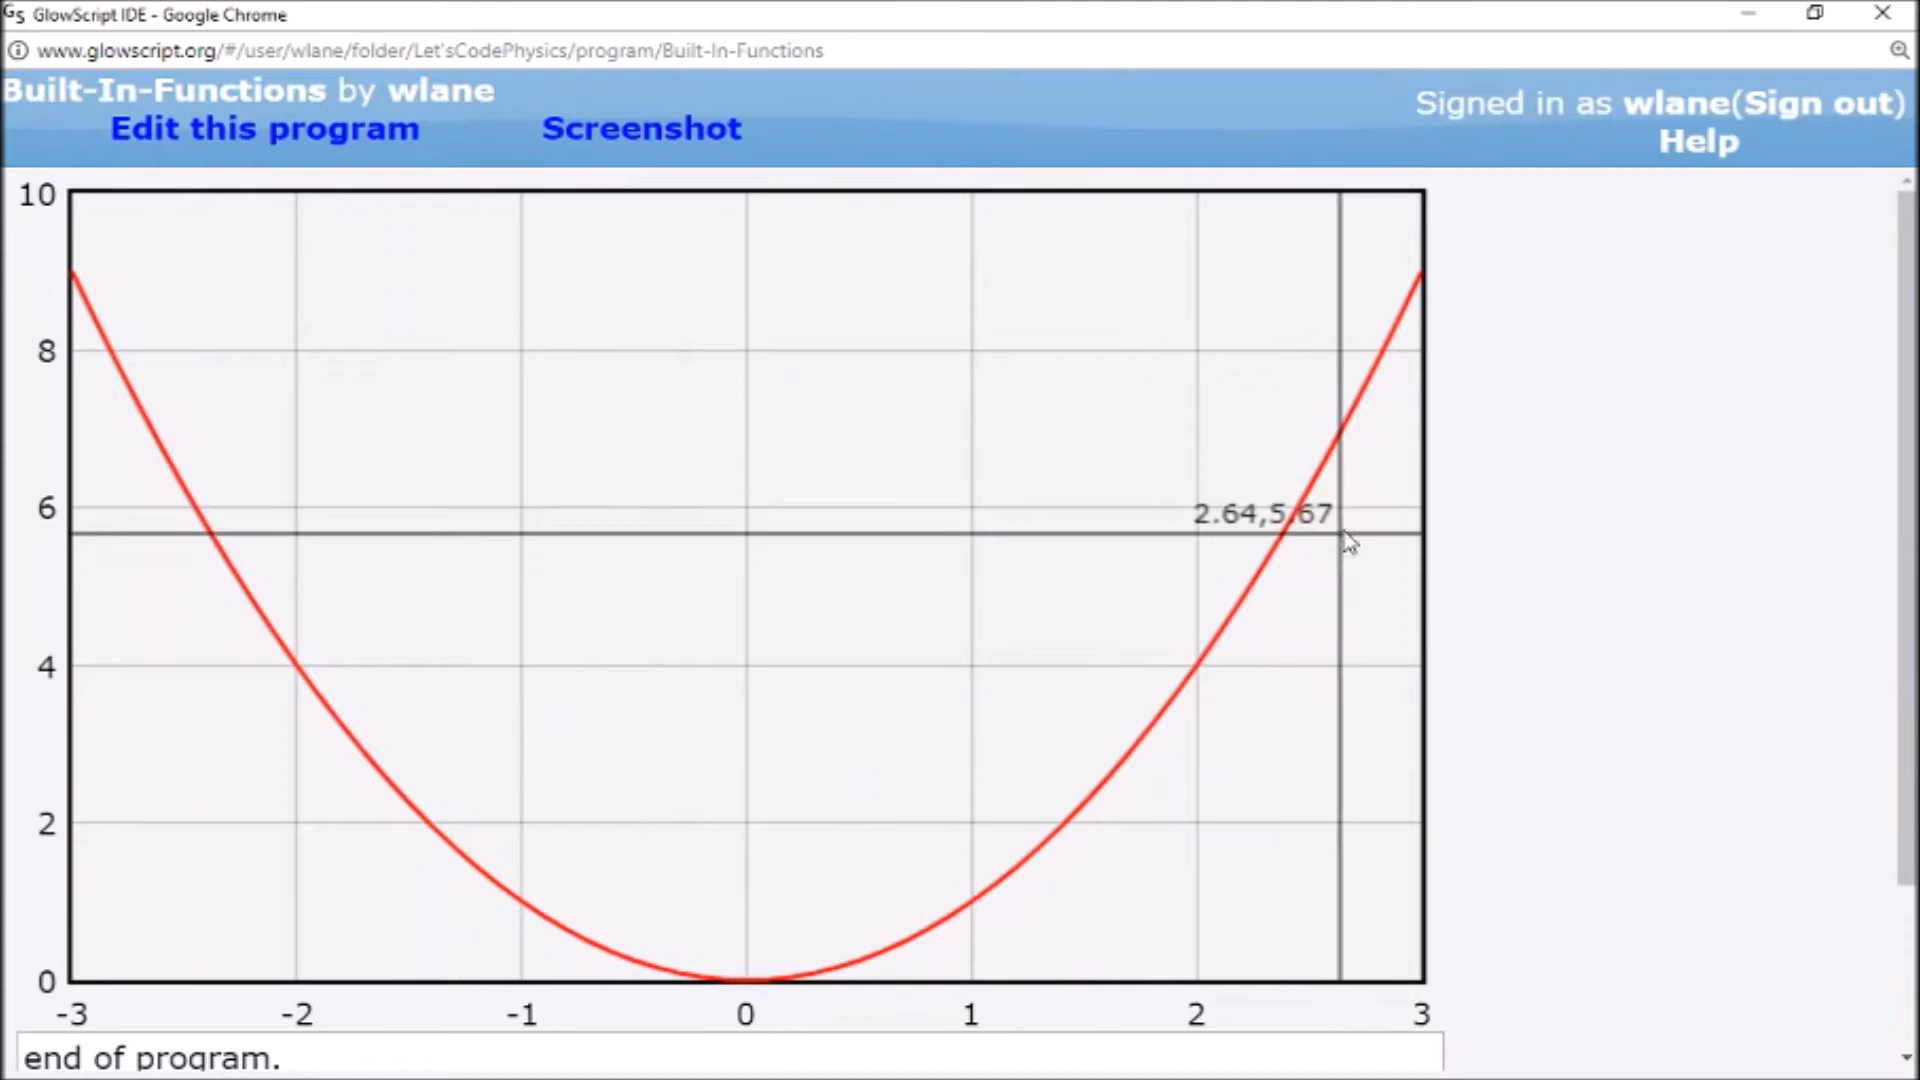 GS GlowScript IDE - Google Chrome
www.glowscript.org/#/user/wlane/folder/Let'sCodePhysics/program/Built-In-Functions
Built-In-Functions by wlane
Signed in as wlane(Sign out)
Edit this program Screenshot
Help
10
8
6
2.64,5.67
4
2
0
-3 -2 -1 0 1 2 3
end of program.